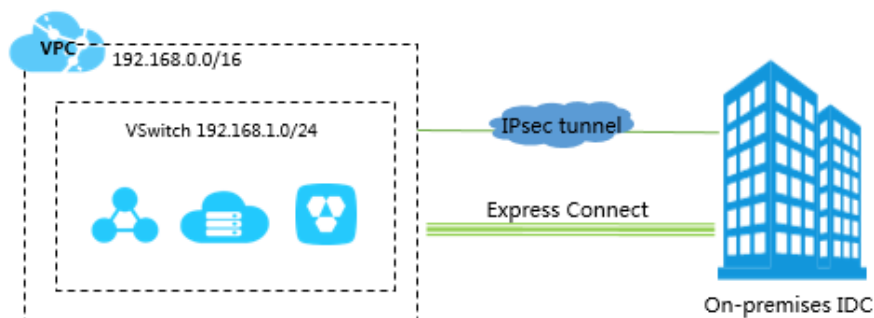 VPC
192.168.0.0/16
VSwitch 192.168.1.0/24
IPsec tunnel
Express Connect
On-premises IDC